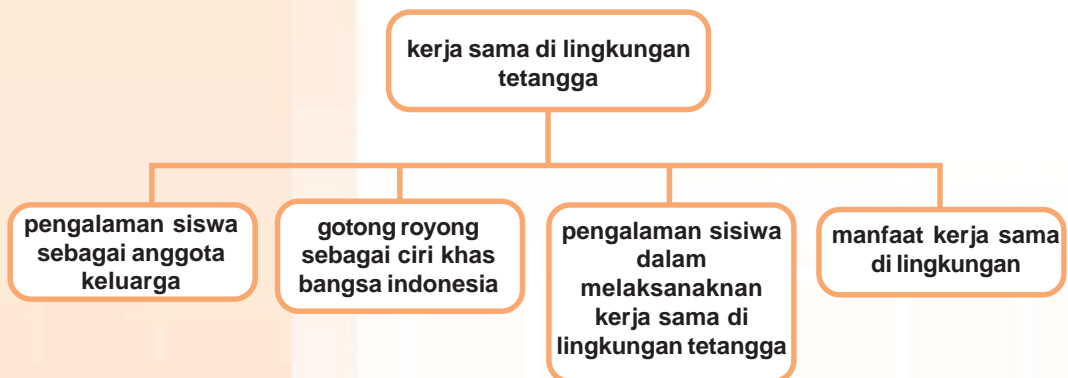 kerja sama di lingkungan
tetangga
pengalaman siswa
sebagai anggota
keluarga
gotong royong
sebagai ciri khas
bangsa indonesia
pengalaman sisiwa
dalam
melaksanaknan
kerja sama di
lingkungan tetangga
manfaat kerja sama
di lingkungan